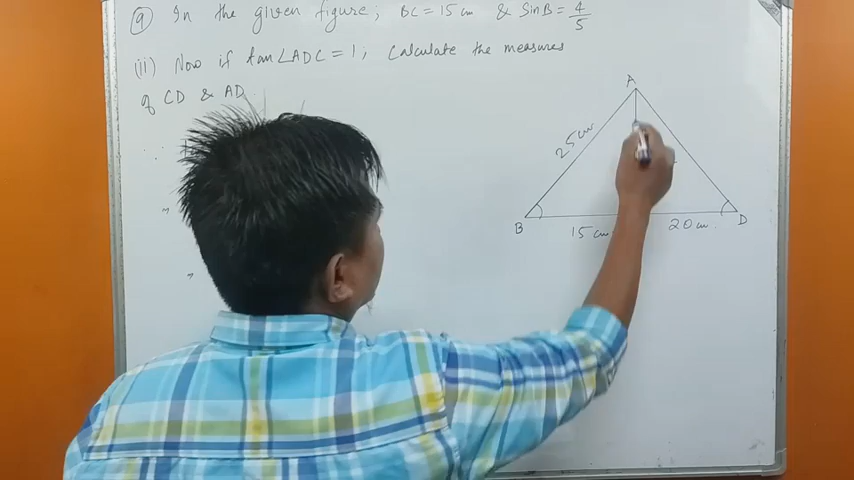 9 In the given figure; BC = 15 cm & SinB = 4/5
(ii) Now if tan∠ADC = 1, Calculate the measures
of CD & AD
∴
"
"
A
25 cm
B
D
15 cm
20 cm